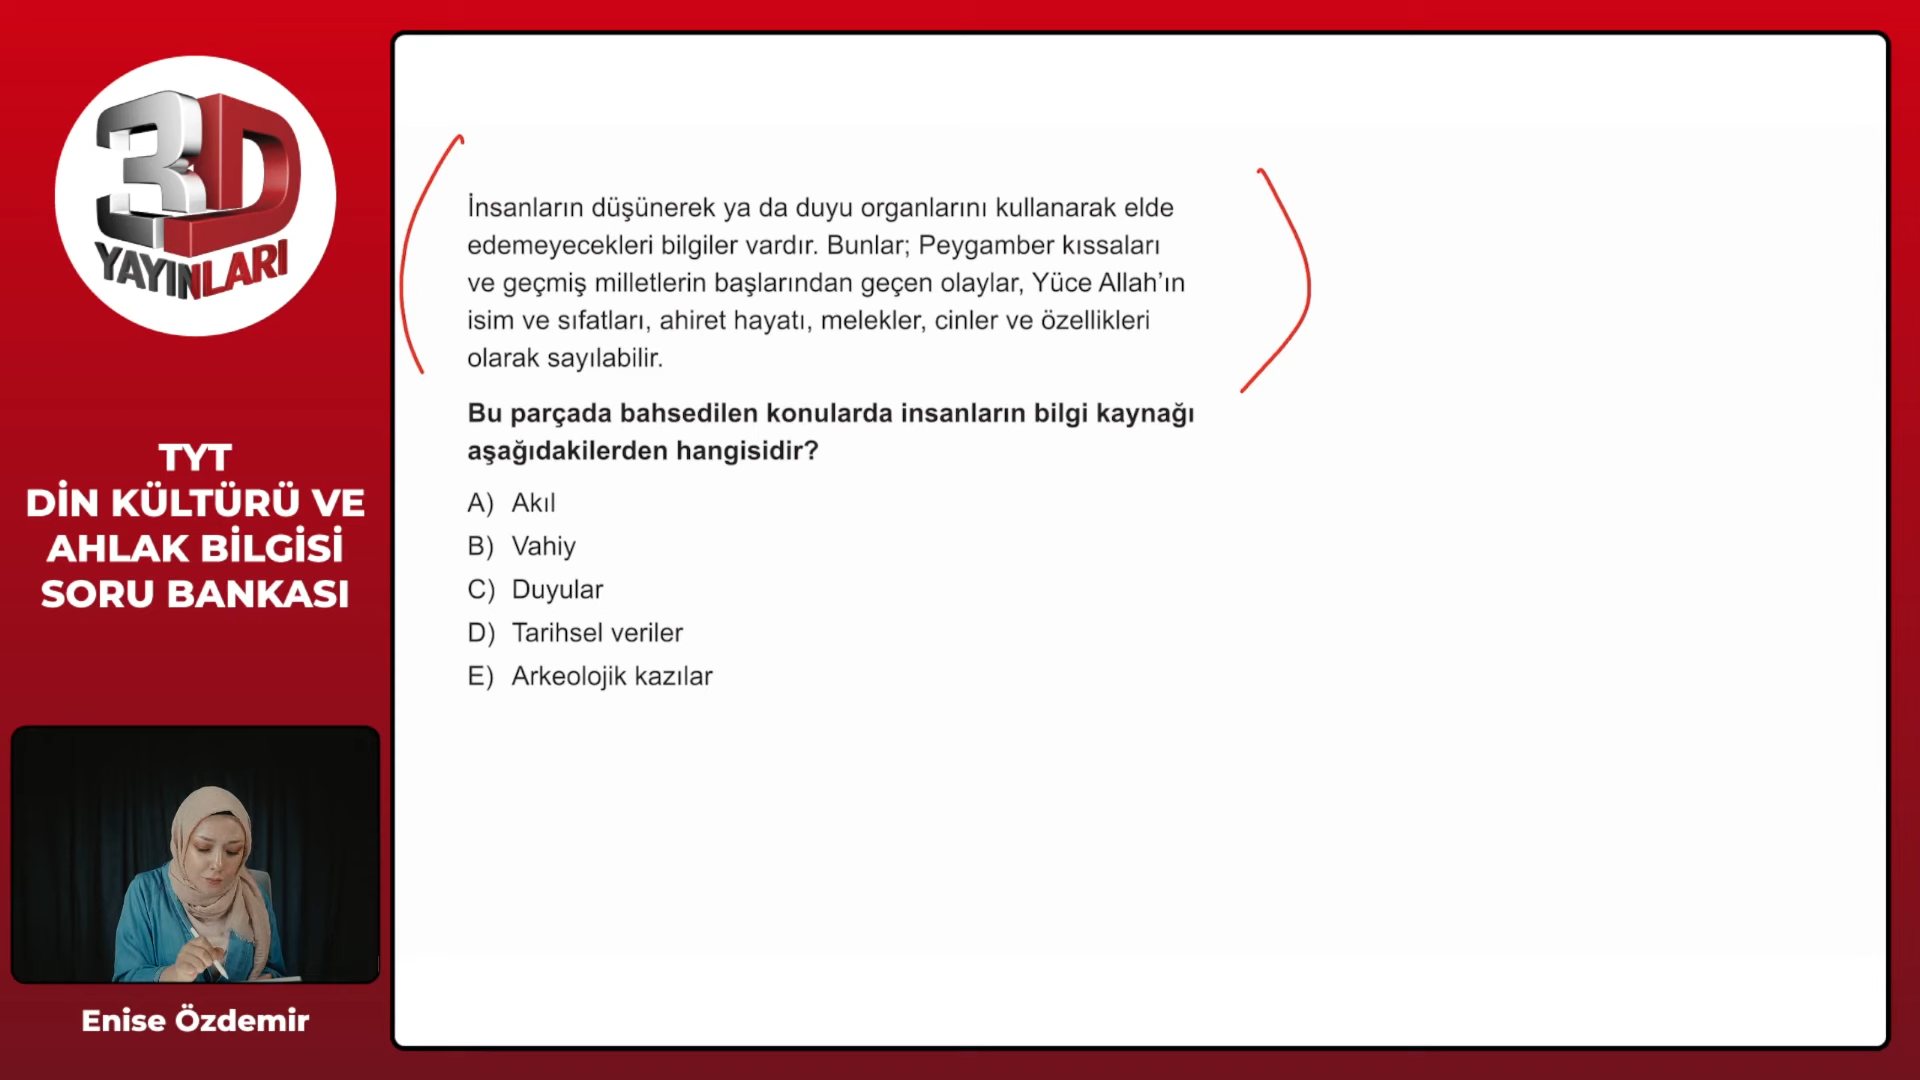 3D
YAYINLARI
TYT
DİN KÜLTÜRÜ VE
AHLAK BİLGİSİ
SORU BANKASI
Enise Özdemir
İnsanların düşünerek ya da duyu organlarını kullanarak elde
edemeyecekleri bilgiler vardır. Bunlar; Peygamber kıssaları
ve geçmiş milletlerin başlarından geçen olaylar, Yüce Allah’ın
isim ve sıfatları, ahiret hayatı, melekler, cinler ve özellikleri
olarak sayılabilir.
Bu parçada bahsedilen konularda insanların bilgi kaynağı
aşağıdakilerden hangisidir?
A) Akıl
B) Vahiy
C) Duyular
D) Tarihsel veriler
E) Arkeolojik kazılar